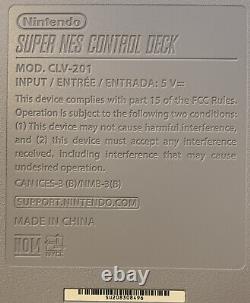 Nintendo
SUPER NES CONTROL DECK
MOD. CLV-201
INPUT / ENTRÉE / ENTRADA: 5 V⎓
This device complies with part 15 of the FCC Rules.
Operation is subject to the following two conditions:
(1) This device may not cause harmful interference,
and (2) this device must accept any interference
received, including interference that may cause
undesired operation.
CAN ICES-3 (B)/NMB-3(B)
SUPPORT.NINTENDO.COM
MADE IN CHINA
NOM
NYCE